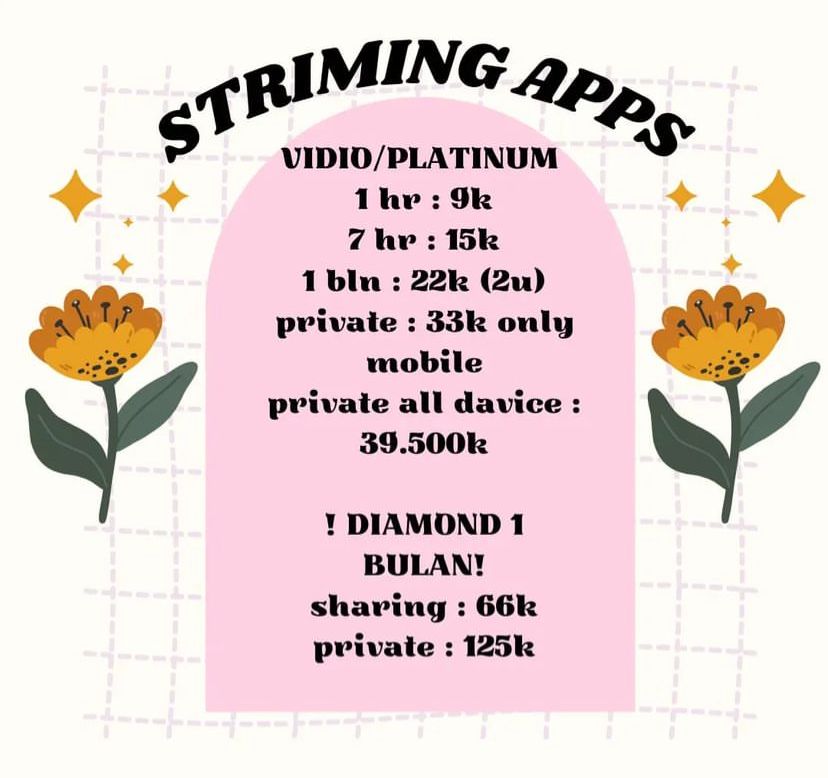 STRIMING APPS
VIDIO/PLATINUM
1 hr : 9k
7 hr : 15k
1 bln : 22k (2u)
private : 33k only
mobile
private all davice :
39.500k
! DIAMOND 1
BULAN!
sharing : 66k
private : 125k